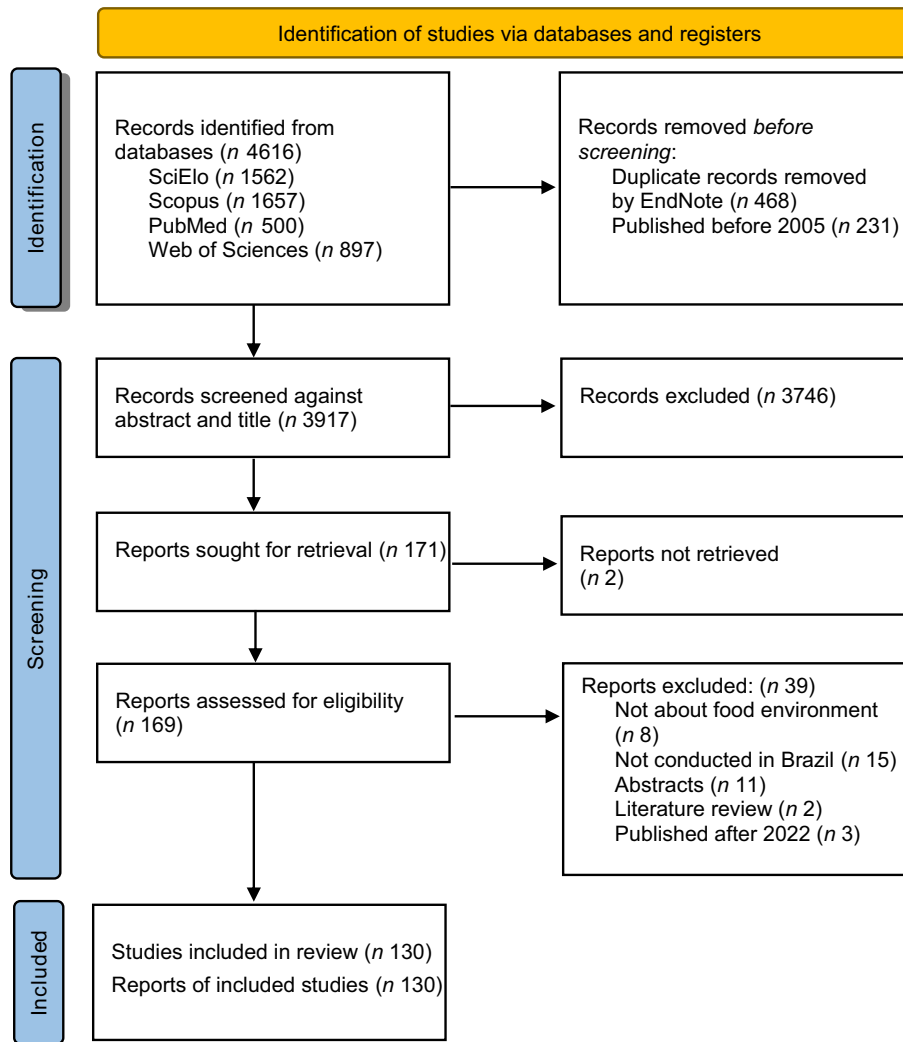 Identification of studies via databases and registers
Identification
Records identified from
databases (n 4616)
SciElo (n 1562)
Scopus (n 1657)
PubMed (n 500)
Web of Sciences (n 897)
Records removed before
screening:
Duplicate records removed
by EndNote (n 468)
Published before 2005 (n 231)
Screening
Records screened against
abstract and title (n 3917)
Records excluded (n 3746)
Reports sought for retrieval (n 171)
Reports not retrieved
(n 2)
Reports assessed for eligibility
(n 169)
Reports excluded: (n 39)
Not about food environment
(n 8)
Not conducted in Brazil (n 15)
Abstracts (n 11)
Literature review (n 2)
Published after 2022 (n 3)
Included
Studies included in review (n 130)
Reports of included studies (n 130)